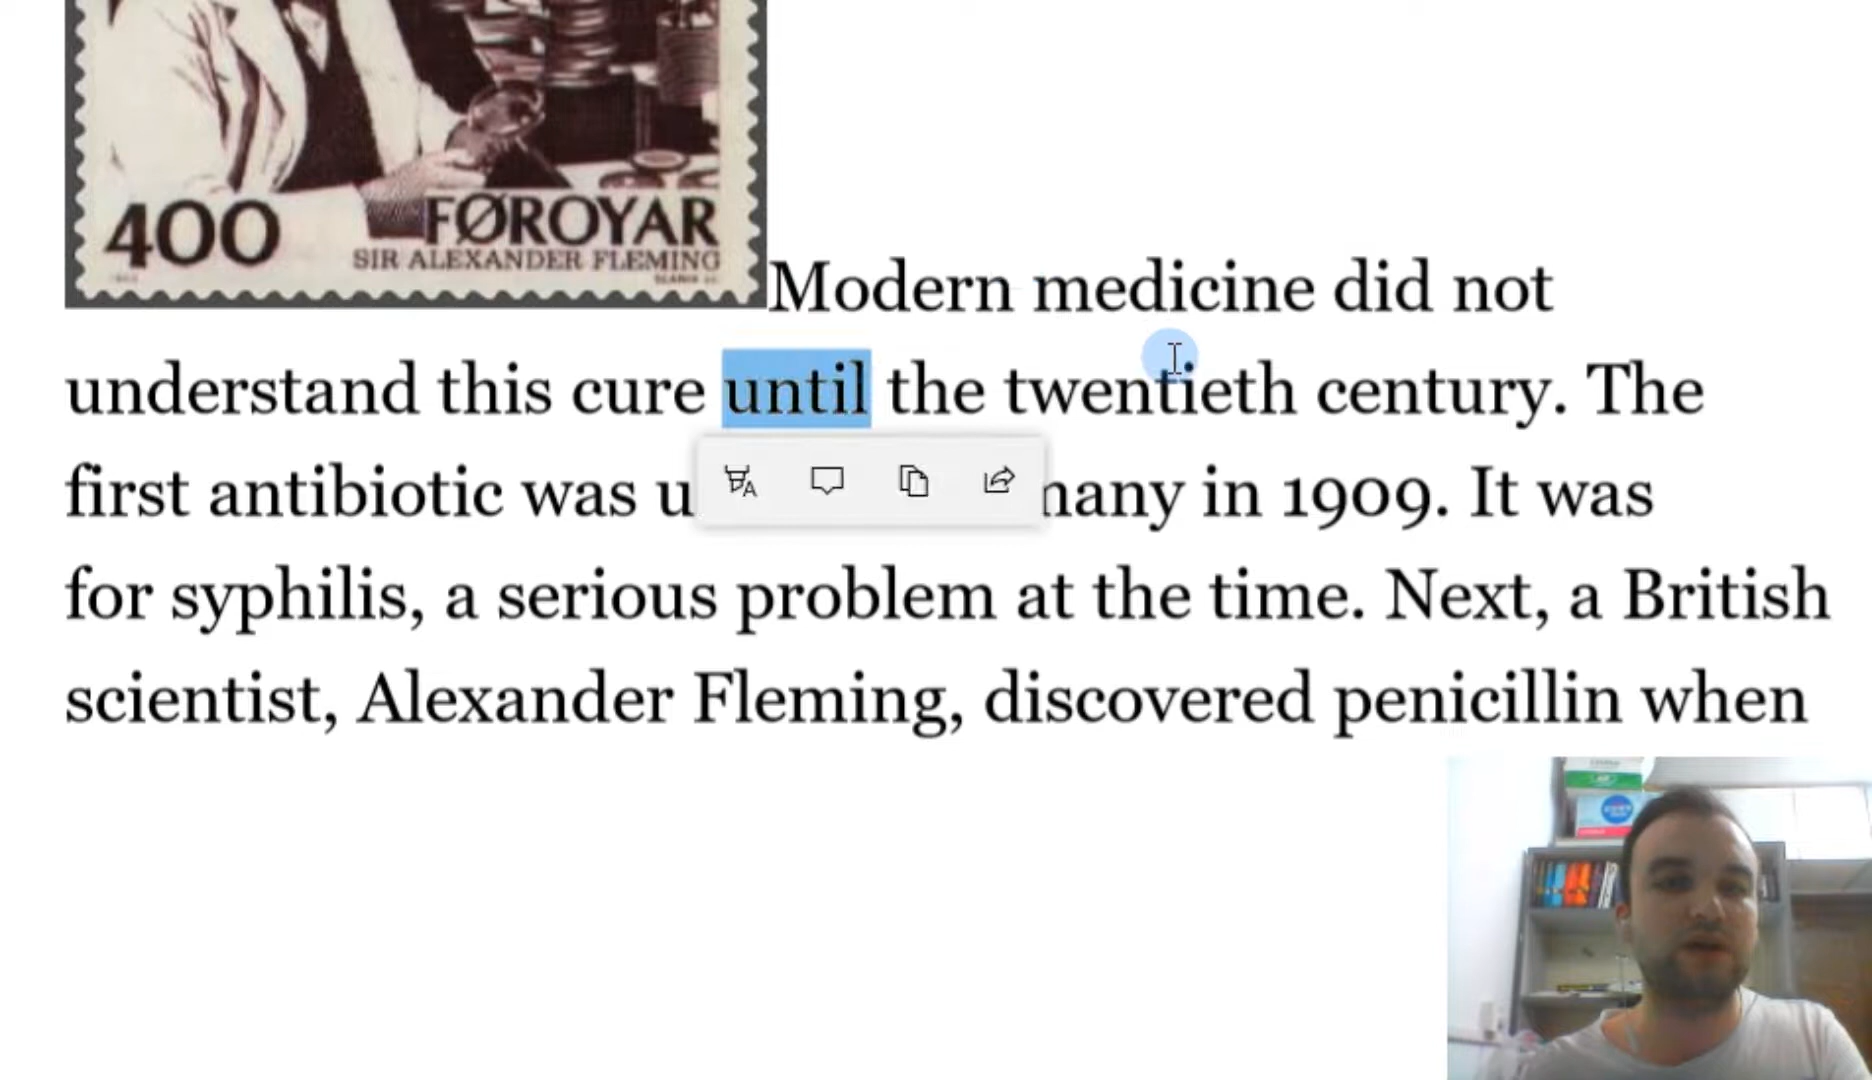 400
FØROYAR
SIR ALEXANDER FLEMING
Modern medicine did not
understand this cure until the twentieth century. The
first antibiotic was u many in 1909. It was
for syphilis, a serious problem at the time. Next, a British
scientist, Alexander Fleming, discovered penicillin when